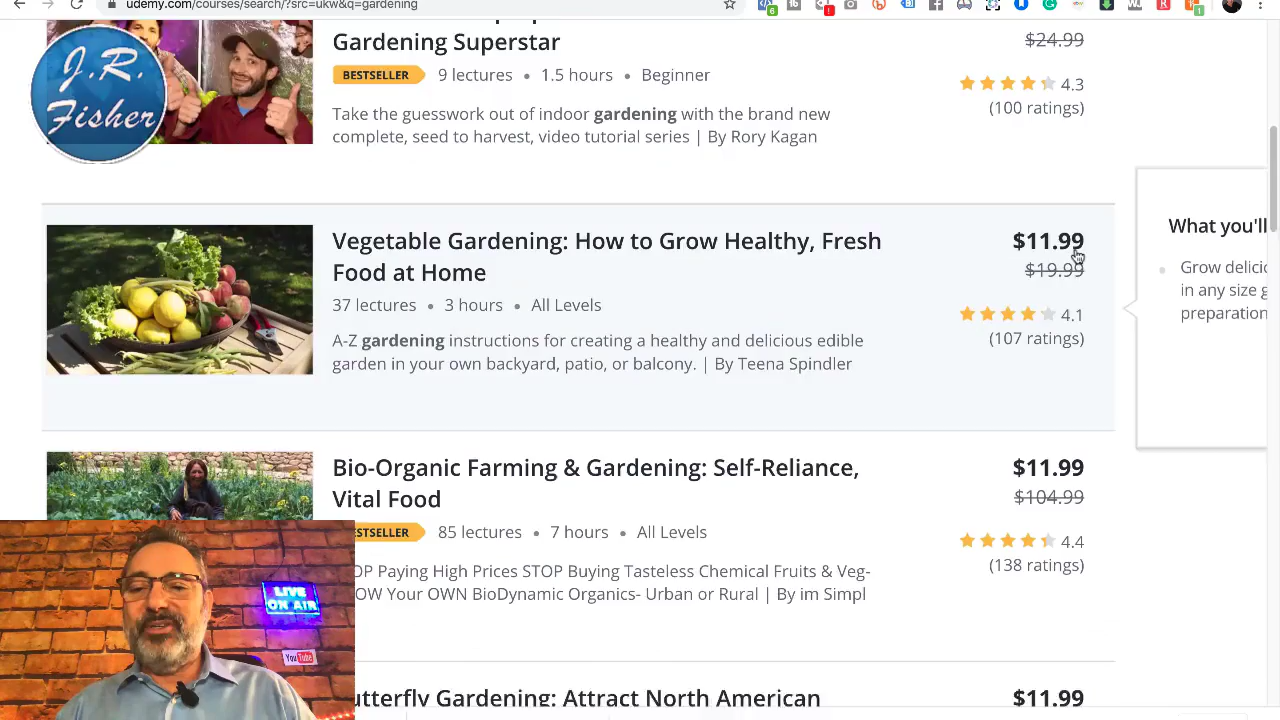 udemy.com/courses/search/?src=ukw&q=gardening
Gardening Superstar
$24.99
BESTSELLER 9 lectures • 1.5 hours • Beginner
4.3
(100 ratings)
Take the guesswork out of indoor gardening with the brand new
complete, seed to harvest, video tutorial series | By Rory Kagan
J.R.
Fisher
Vegetable Gardening: How to Grow Healthy, Fresh
Food at Home
$11.99
$19.99
37 lectures • 3 hours • All Levels
4.1
(107 ratings)
A-Z gardening instructions for creating a healthy and delicious edible
garden in your own backyard, patio, or balcony. | By Teena Spindler
What you'll
Grow delicio
in any size g
preparation
Bio-Organic Farming & Gardening: Self-Reliance,
Vital Food
$11.99
$104.99
ESTSELLER 85 lectures • 7 hours • All Levels
4.4
(138 ratings)
OP Paying High Prices STOP Buying Tasteless Chemical Fruits & Veg-
OW Your OWN BioDynamic Organics- Urban or Rural | By im Simpl
LIVE
ON AIR
YouTube
utterfly Gardening: Attract North American
$11.99